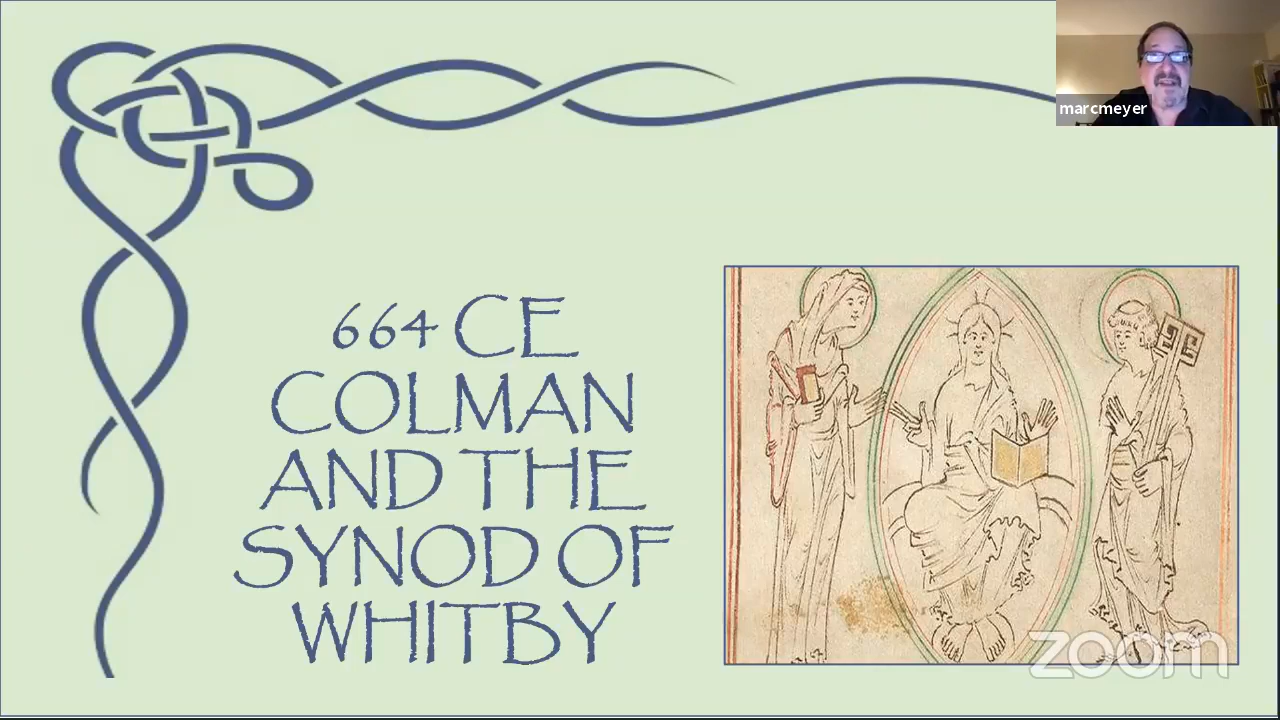 marcmeyer
664 CE
COLMAN
AND THE
SYNOD OF
WHITBY
zoom